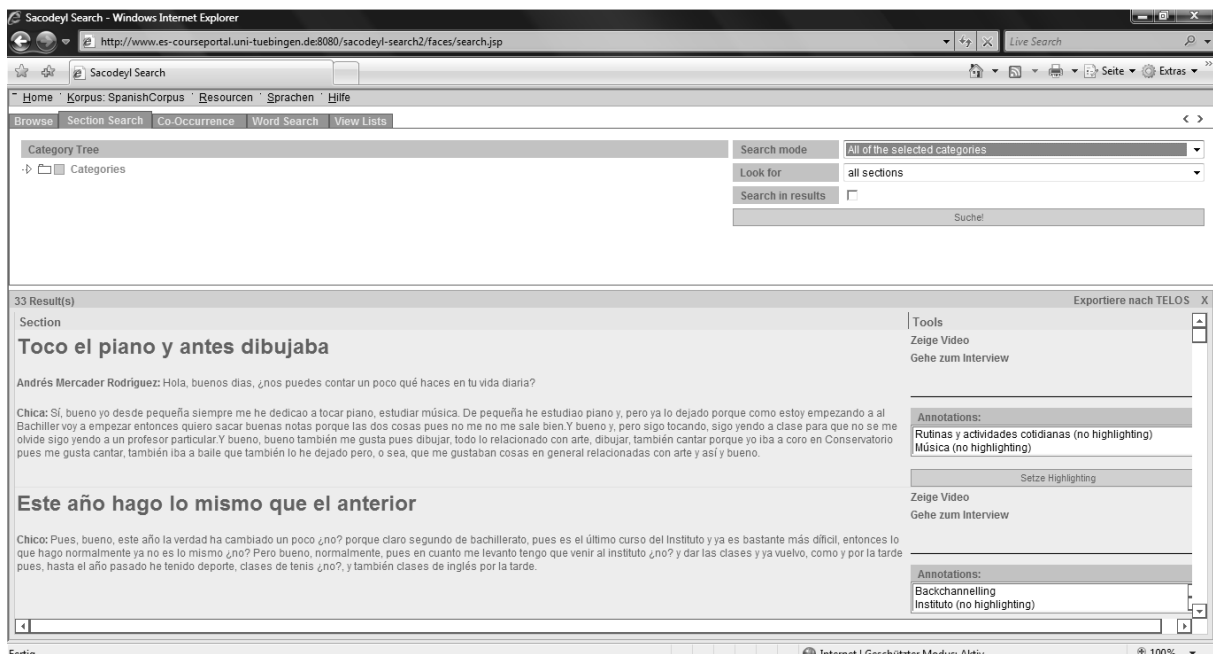 Sacodeyl Search - Windows Internet Explorer
http://www.es-courseportal.uni-tuebingen.de:8080/sacodeyl-search2/faces/search.jsp
Live Search
Sacodeyl Search
Seite Extras
Home Korpus: SpanishCorpus Resourcen Sprachen Hilfe
Browse Section Search Co-Occurrence Word Search View Lists
Category Tree
Categories
Search mode All of the selected categories
Look for all sections
Search in results
Suche!
33 Result(s) Exportiere nach TELOS X
Section Tools
Toco el piano y antes dibujaba
Zeige Video
Gehe zum Interview
Andrés Mercader Rodríguez: Hola, buenos dias, ¿nos puedes contar un poco qué haces en tu vida diaria?
Chica: Sí, bueno yo desde pequeña siempre me he dedicao a tocar piano, estudiar música. De pequeña he estudiao piano y, pero ya lo dejado porque como estoy empezando a al
Bachiller voy a empezar entonces quiero sacar buenas notas porque las dos cosas pues no me no me sale bien.Y bueno y, pero sigo tocando, sigo yendo a clase para que no se me
olvide sigo yendo a un profesor particular.Y bueno, bueno también me gusta pues dibujar, todo lo relacionado con arte, dibujar, también cantar porque yo iba a coro en Conservatorio
pues me gusta cantar, también iba a baile que también lo he dejado pero, o sea, que me gustaban cosas en general relacionadas con arte y así y bueno.
Annotations:
Rutinas y actividades cotidianas (no highlighting)
Música (no highlighting)
Setze Highlighting
Este año hago lo mismo que el anterior
Zeige Video
Gehe zum Interview
Chico: Pues, bueno, este año la verdad ha cambiado un poco ¿no? porque claro segundo de bachillerato, pues es el último curso del Instituto y ya es bastante más difícil, entonces lo
que hago normalmente ya no es lo mismo ¿no? Pero bueno, normalmente, pues en cuanto me levanto tengo que venir al instituto ¿no? y dar las clases y ya vuelvo, como y por la tarde
pues, hasta el año pasado he tenido deporte, clases de tenis ¿no?, y también clases de inglés por la tarde.
Annotations:
Backchannelling
Instituto (no highlighting)
Fertig Internet | Geschützter Modus: Aktiv 100%